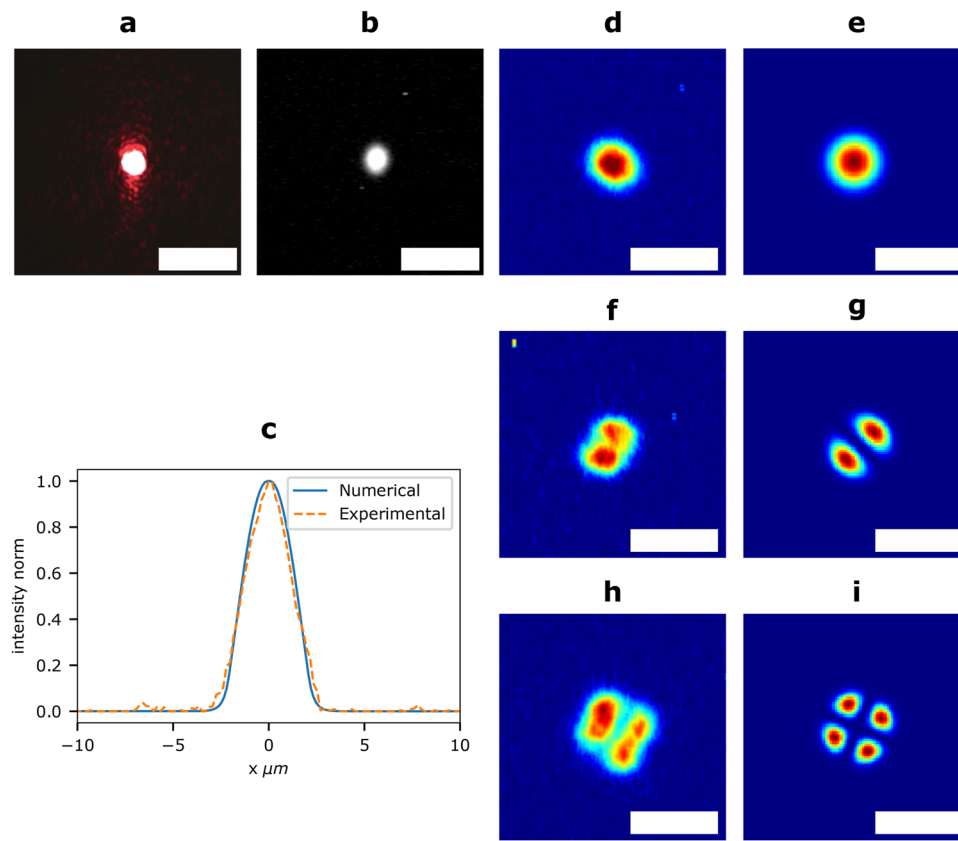 a
b
d
e
f
g
c
1.0
0.8
0.6
0.4
0.2
0.0
intensity norm
Numerical
Experimental
−10
−5
0
5
10
x μm
h
i